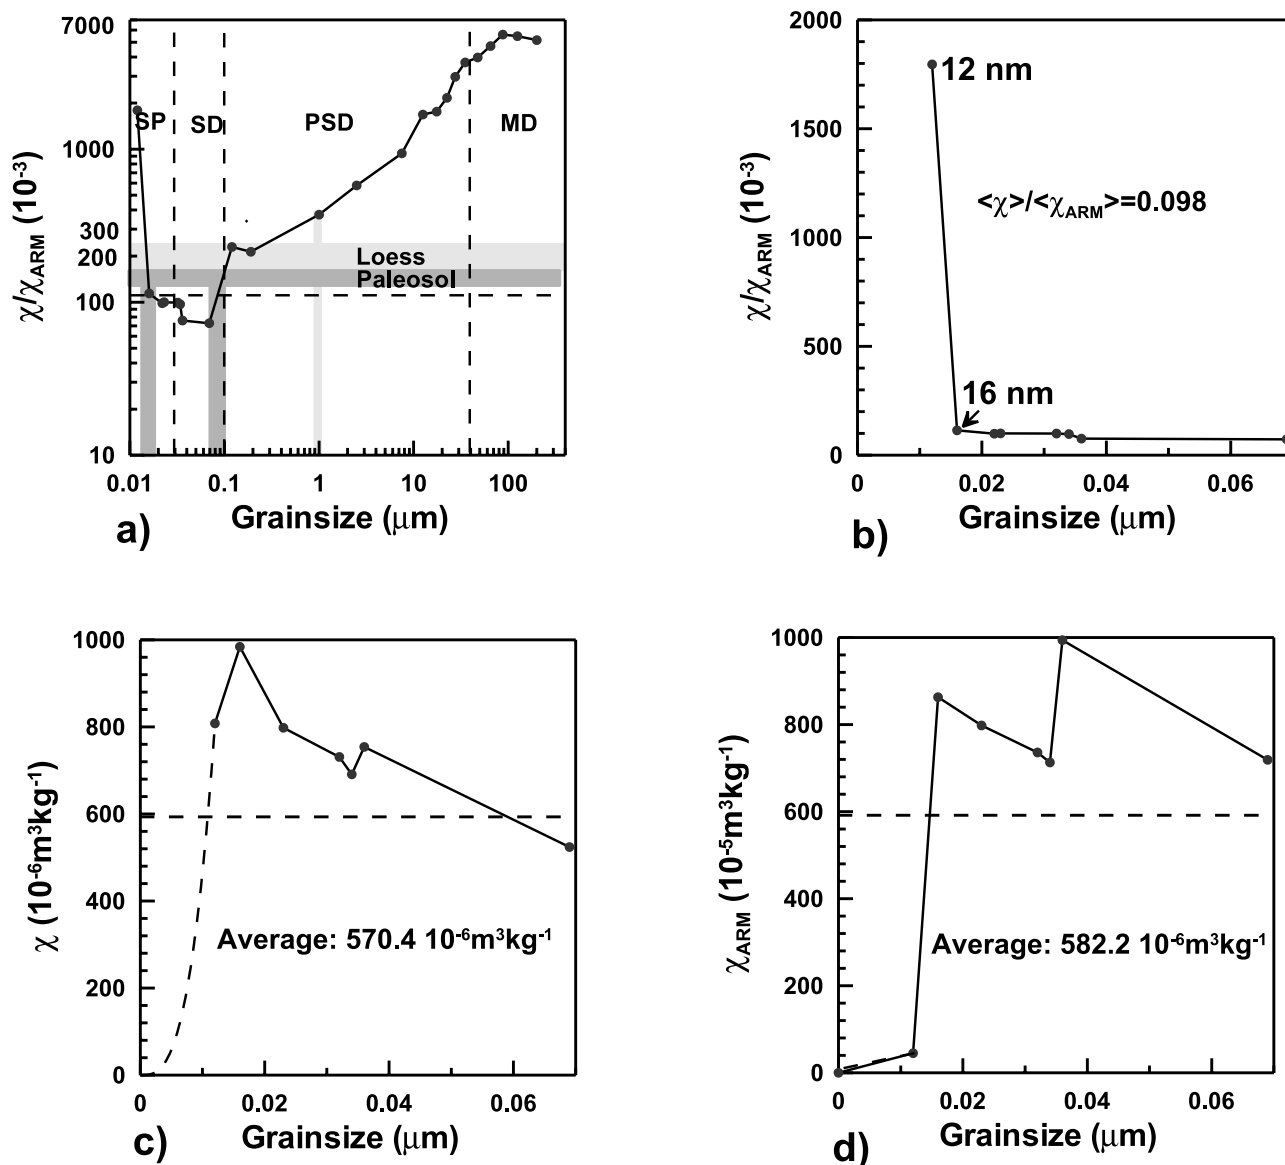 7000
1000
300
200
100
10
χ/χARM (10-3)
SP
SD
PSD
MD
Loess
Paleosol
0.01
0.1
1
10
100
Grainsize (μm)
a)
2000
1800
1600
1400
1200
1000
500
100
0
χ/χARM (10-3)
12 nm
<χ>/<χARM>=0.098
16 nm
0
0.02
0.04
0.06
Grainsize (μm)
b)
1000
800
600
400
200
0
χ (10-6m3kg-1)
Average: 570.4 10-6m3kg-1
0
0.02
0.04
0.06
Grainsize (μm)
c)
1000
800
600
400
200
0
χARM (10-5m3kg-1)
Average: 582.2 10-6m3kg-1
0
0.02
0.04
0.06
Grainsize (μm)
d)